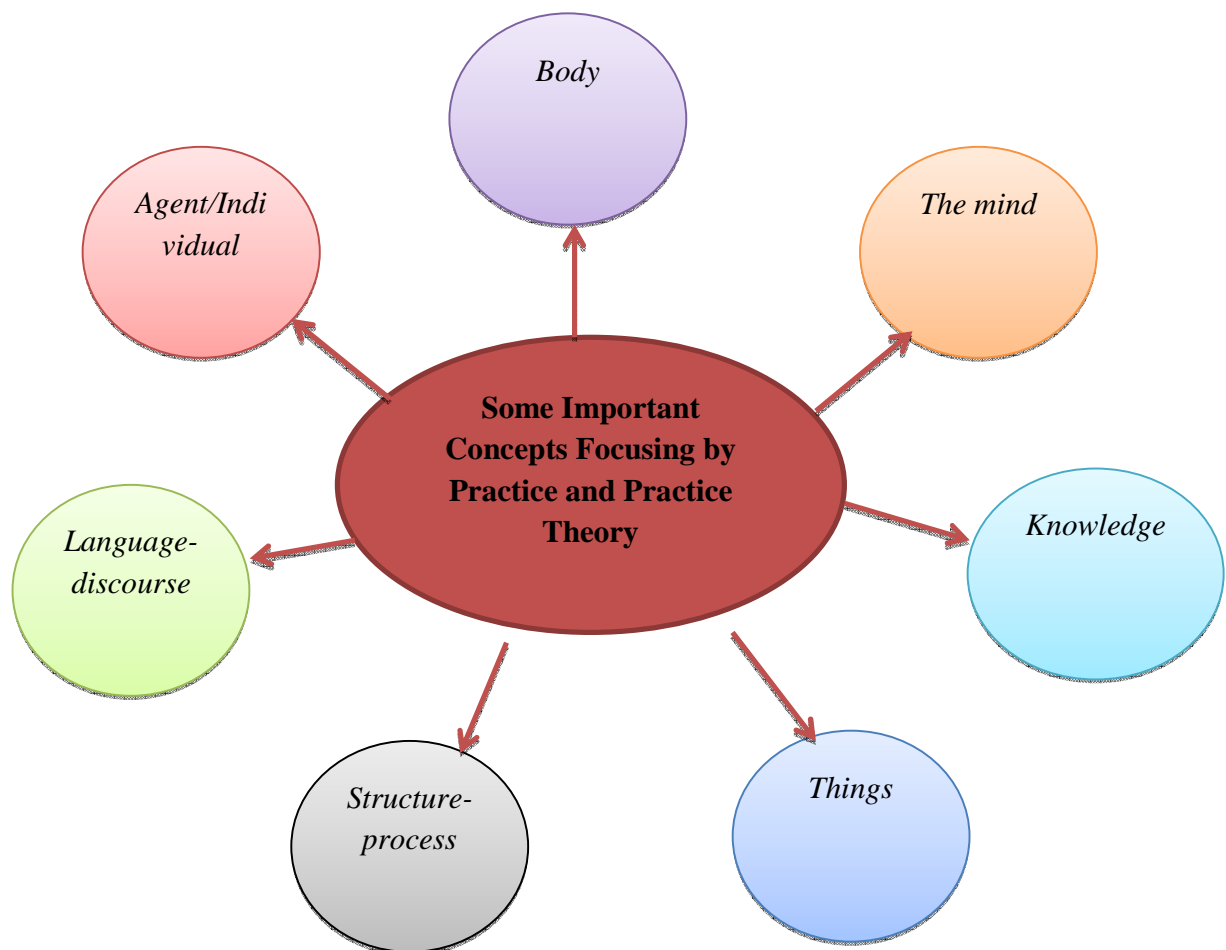 Body
Agent/Indi
vidual
The mind
Some Important
Concepts Focusing by
Practice and Practice
Theory
Knowledge
Language-
discourse
Structure-
process
Things